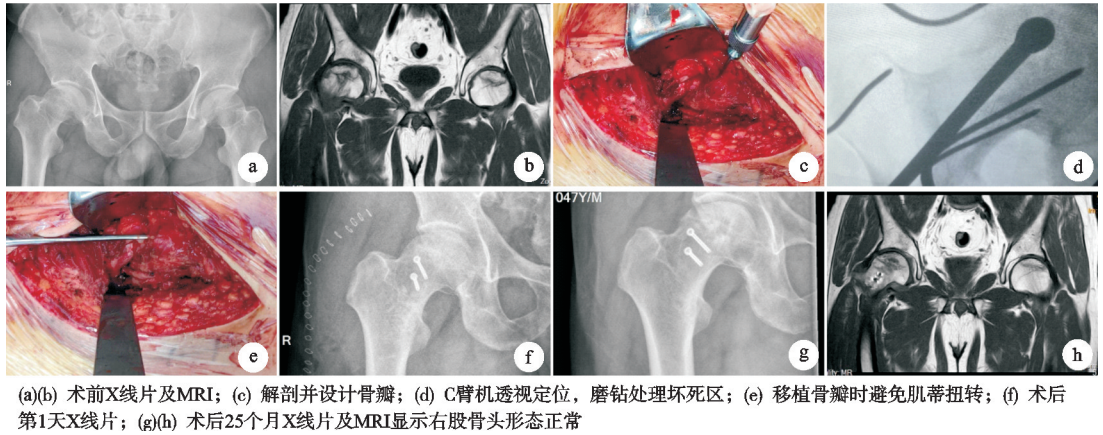 R
a
b
c
d
e
R
f
047Y/M
g
h
(a)(b) 术前X线片及MRI；(c) 解剖并设计骨瓣；(d) C臂机透视定位，磨钻处理坏死区；(e) 移植骨瓣时避免肌蒂扭转；(f) 术后
第1天X线片；(g)(h) 术后25个月X线片及MRI显示右股骨头形态正常